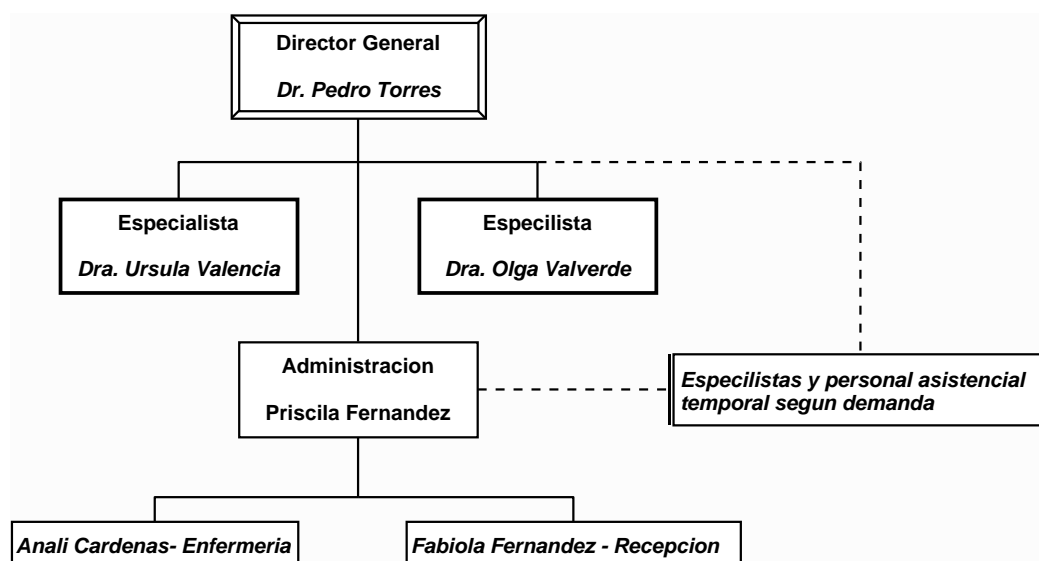 Director General
Dr. Pedro Torres
Especialista
Dra. Ursula Valencia
Especilista
Dra. Olga Valverde
Administracion
Priscila Fernandez
Especilistas y personal asistencial
temporal segun demanda
Anali Cardenas- Enfermeria
Fabiola Fernandez - Recepcion